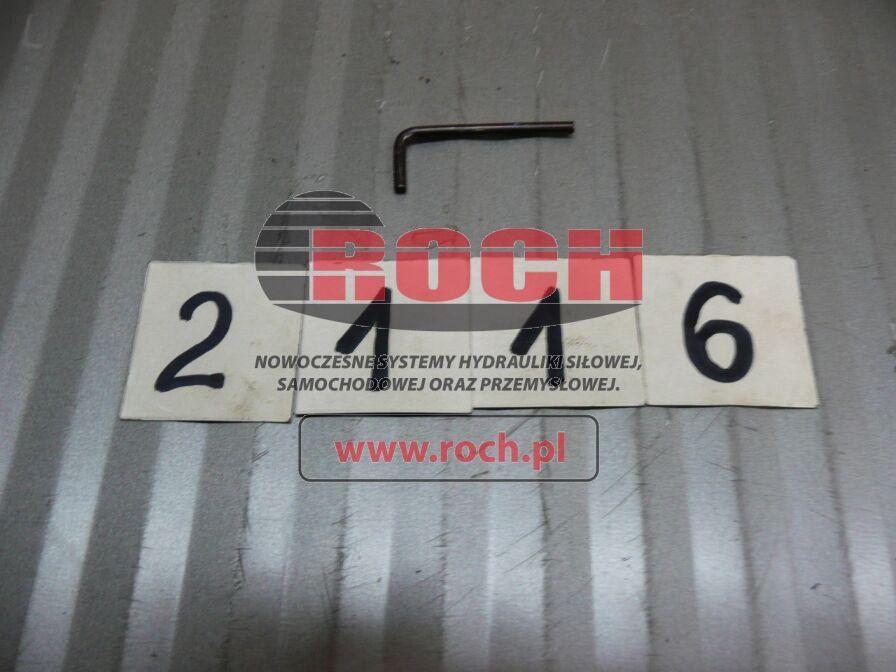 ROCH
2 1 1 6
NOWOCZESNE SYSTEMY HYDRAULIKI SIŁOWEJ,
SAMOCHODOWEJ ORAZ PRZEMYSŁOWEJ.
www.roch.pl